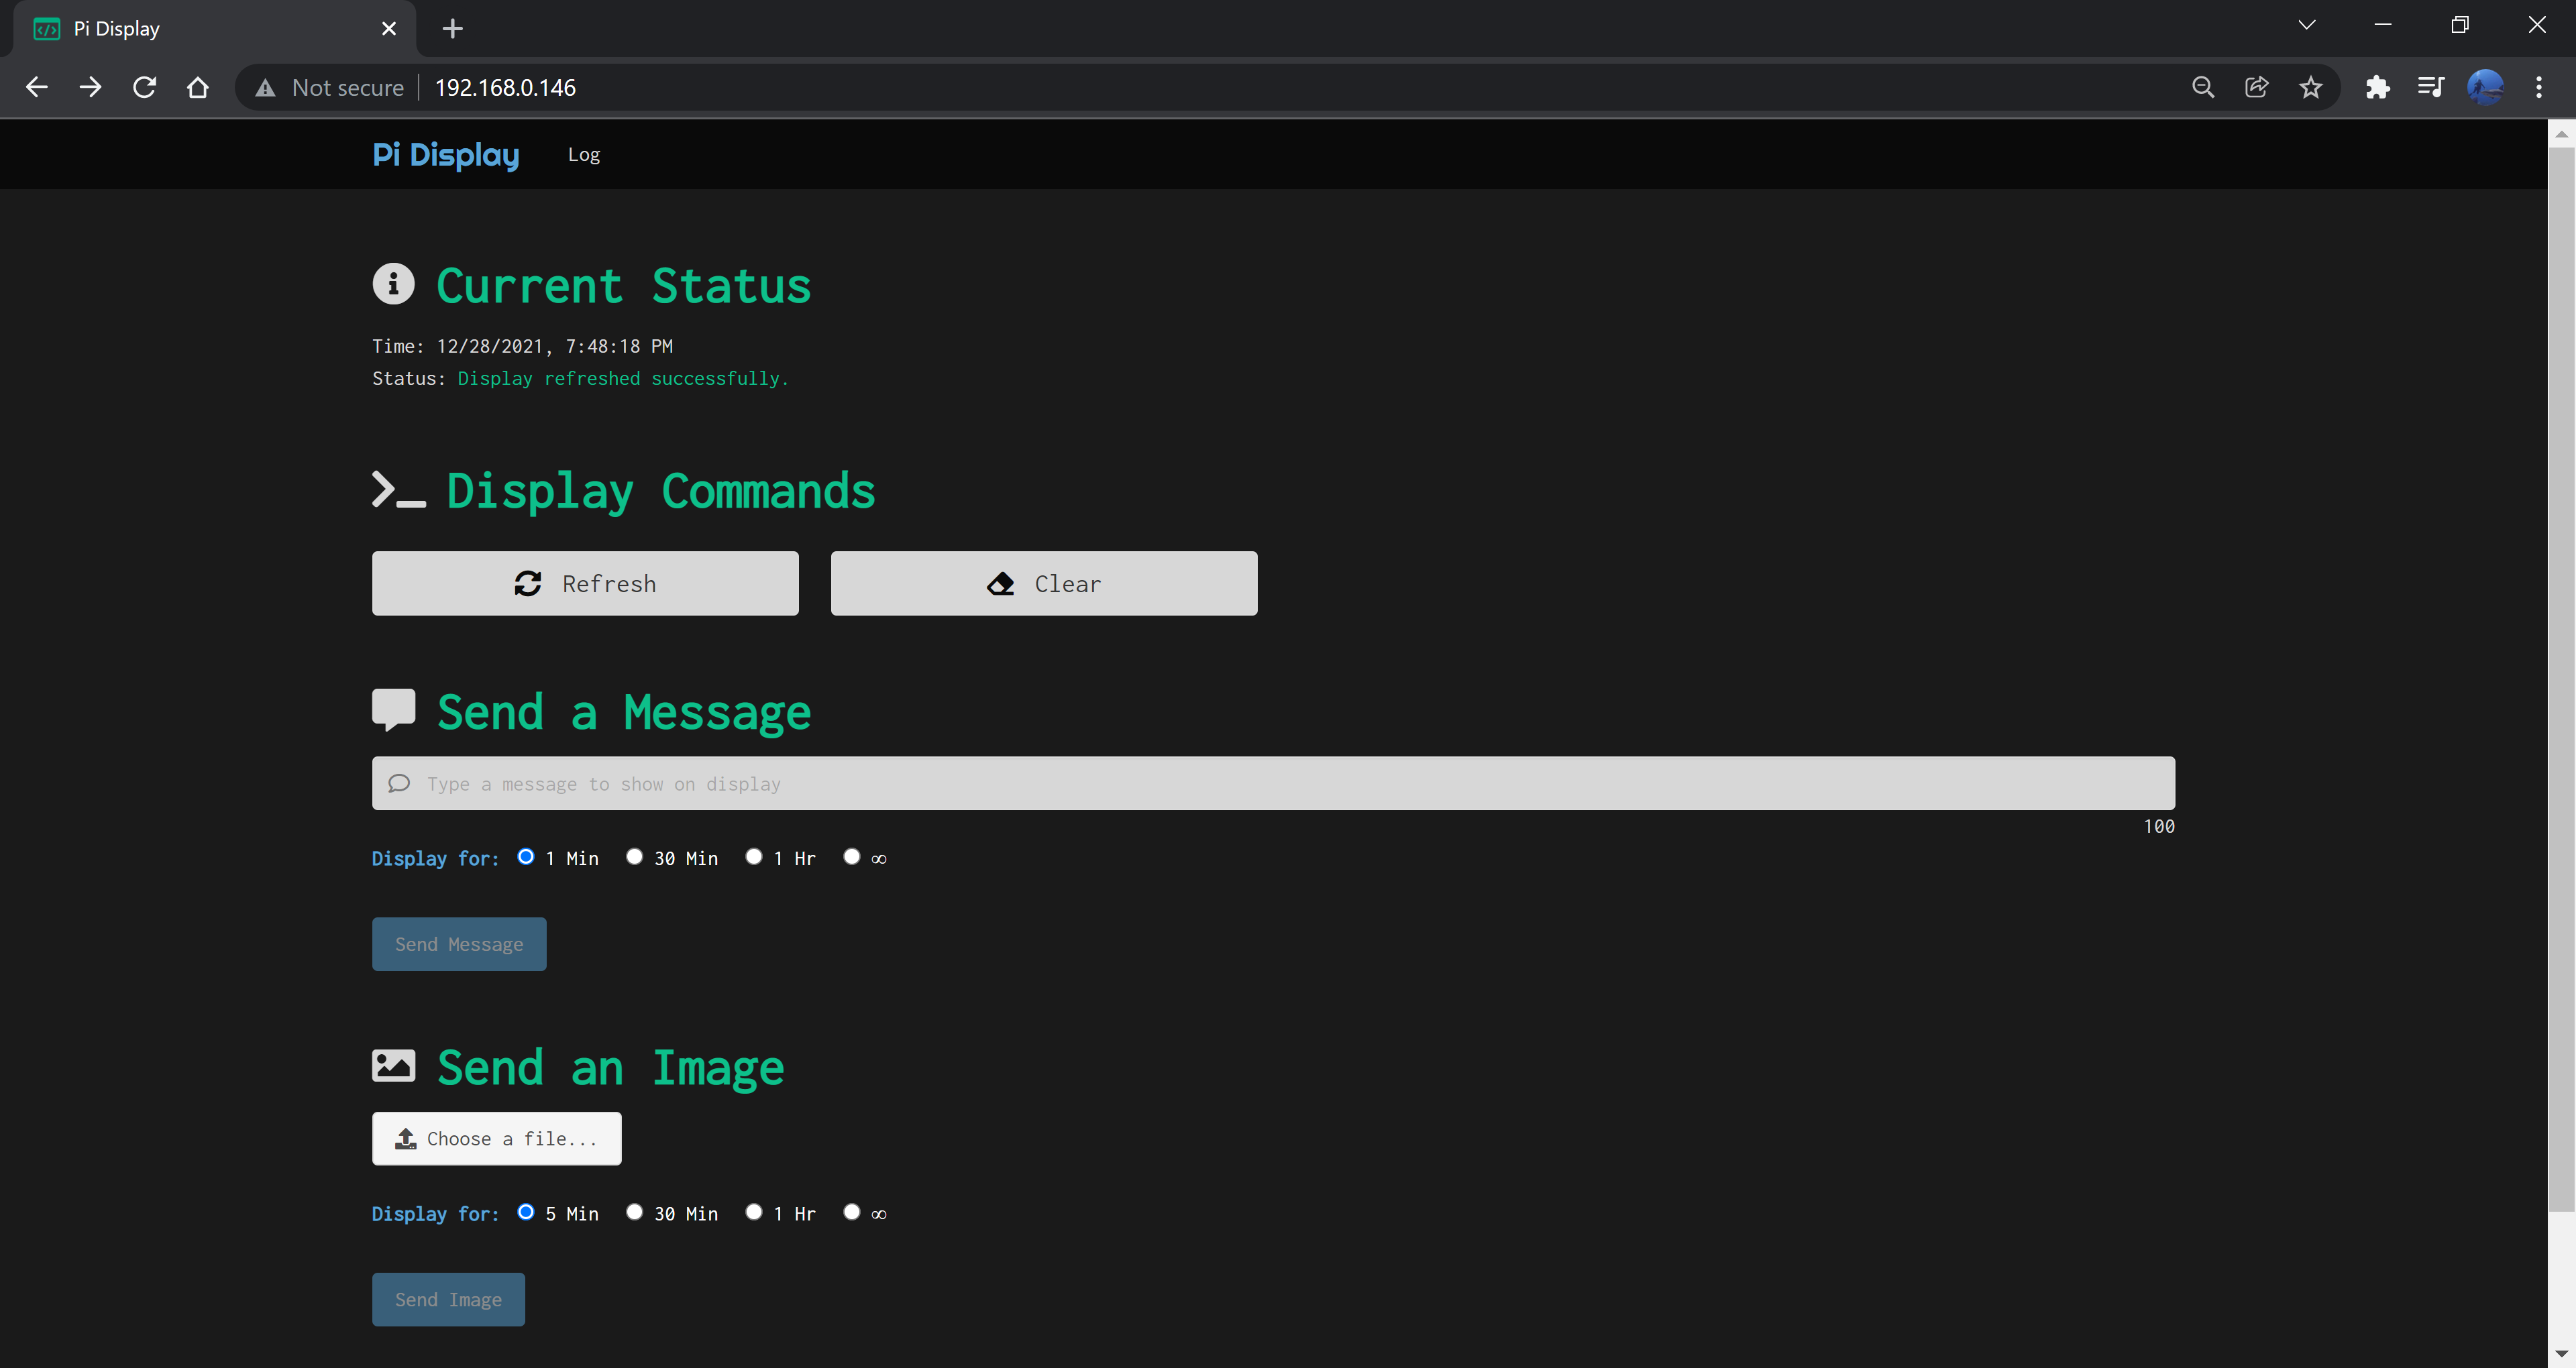 Pi Display
Not secure 192.168.0.146
Pi Display Log
Current Status
Time: 12/28/2021, 7:48:18 PM
Status: Display refreshed successfully.
Display Commands
Refresh Clear
Send a Message
Type a message to show on display
100
Display for: 1 Min 30 Min 1 Hr ∞
Send Message
Send an Image
Choose a file...
Display for: 5 Min 30 Min 1 Hr ∞
Send Image